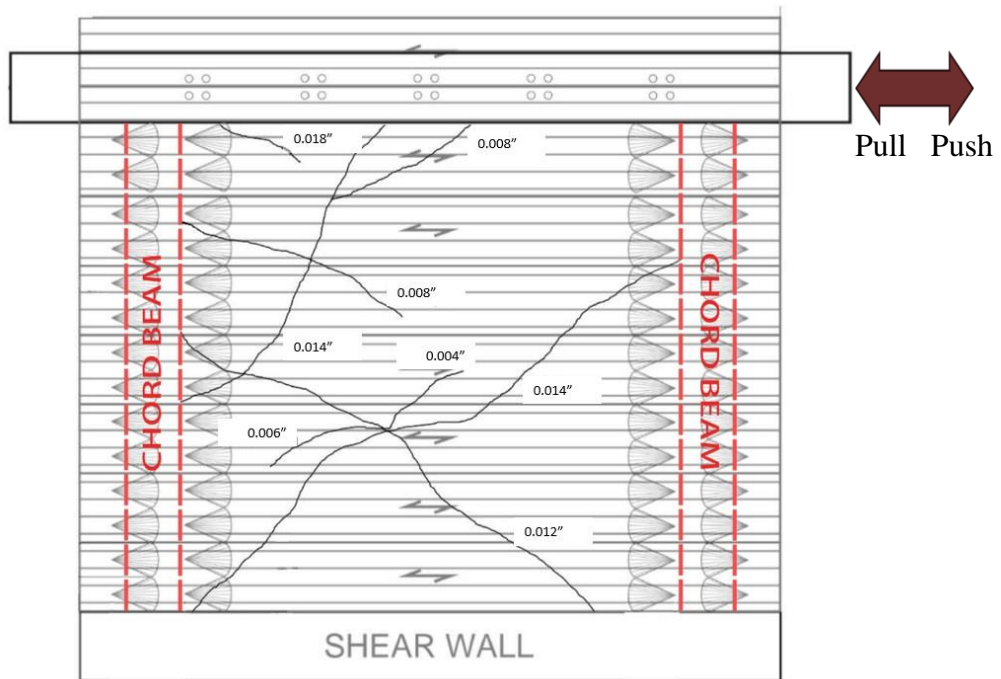 0.018”
0.008”
Pull Push
CHORD BEAM
CHORD BEAM
0.008”
0.014”
0.004”
0.014”
0.006”
0.012”
SHEAR WALL